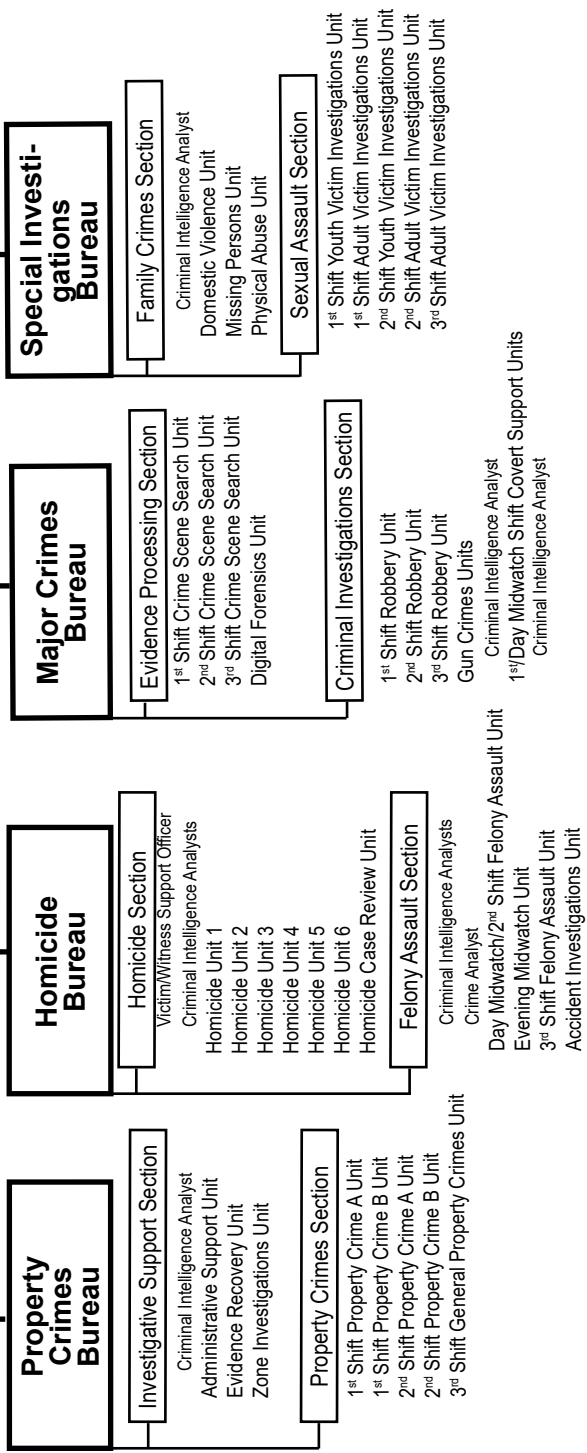 Property
Crimes
Bureau
Investigative Support Section
Criminal Intelligence Analyst
Administrative Support Unit
Evidence Recovery Unit
Zone Investigations Unit
Property Crimes Section
1st Shift Property Crime A Unit
1st Shift Property Crime B Unit
2nd Shift Property Crime A Unit
2nd Shift Property Crime B Unit
3rd Shift General Property Crimes Unit
Homicide
Bureau
Homicide Section
Victim/Witness Support Officer
Criminal Intelligence Analysts
Homicide Unit 1
Homicide Unit 2
Homicide Unit 3
Homicide Unit 4
Homicide Unit 5
Homicide Unit 6
Homicide Case Review Unit
Felony Assault Section
Criminal Intelligence Analysts
Crime Analyst
Day Midwatch/2nd Shift Felony Assault Unit
Evening Midwatch Unit
3rd Shift Felony Assault Unit
Accident Investigations Unit
Major Crimes
Bureau
Evidence Processing Section
1st Shift Crime Scene Search Unit
2nd Shift Crime Scene Search Unit
3rd Shift Crime Scene Search Unit
Digital Forensics Unit
Criminal Investigations Section
1st Shift Robbery Unit
2nd Shift Robbery Unit
3rd Shift Robbery Unit
Gun Crimes Units
Criminal Intelligence Analyst
1st/Day Midwatch Shift Covert Support Units
Criminal Intelligence Analyst
Special Investi-
gations
Bureau
Family Crimes Section
Criminal Intelligence Analyst
Domestic Violence Unit
Missing Persons Unit
Physical Abuse Unit
Sexual Assault Section
1st Shift Youth Victim Investigations Unit
1st Shift Adult Victim Investigations Unit
2nd Shift Youth Victim Investigations Unit
2nd Shift Adult Victim Investigations Unit
3rd Shift Adult Victim Investigations Unit